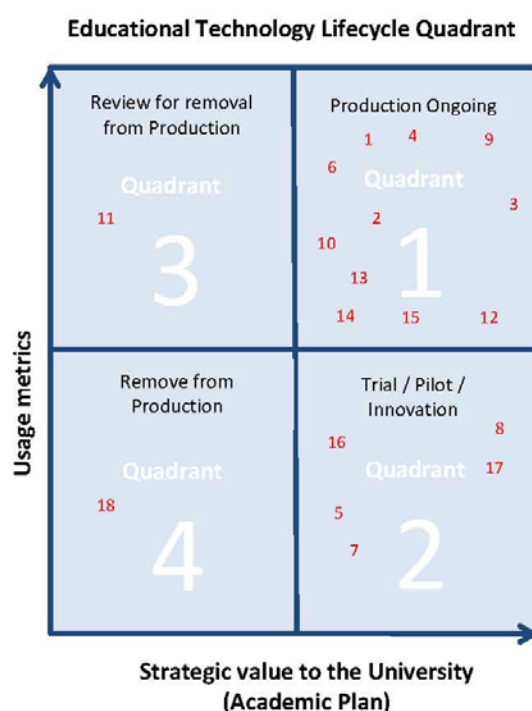 Educational Technology Lifecycle Quadrant
Review for removal
from Production
Quadrant
11
3
Production Ongoing
1 4 9
6
Quadrant
3
2
10
1
13
14 15 12
Remove from
Production
Quadrant
18
4
Trial / Pilot /
Innovation
8
16
Quadrant
17
5
2
7
Usage metrics
Strategic value to the University
(Academic Plan)